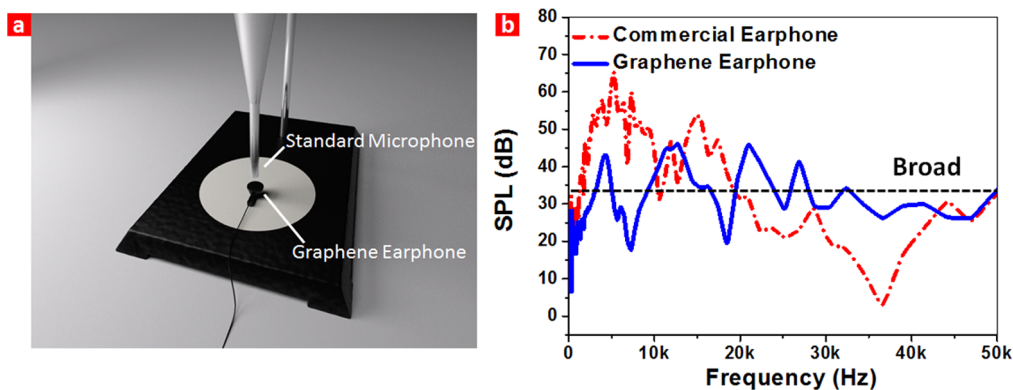 a
Standard Microphone
Graphene Earphone
b
Commercial Earphone
Graphene Earphone
Broad
SPL (dB)
80
70
60
50
40
30
20
10
0
0 10k 20k 30k 40k 50k
Frequency (Hz)